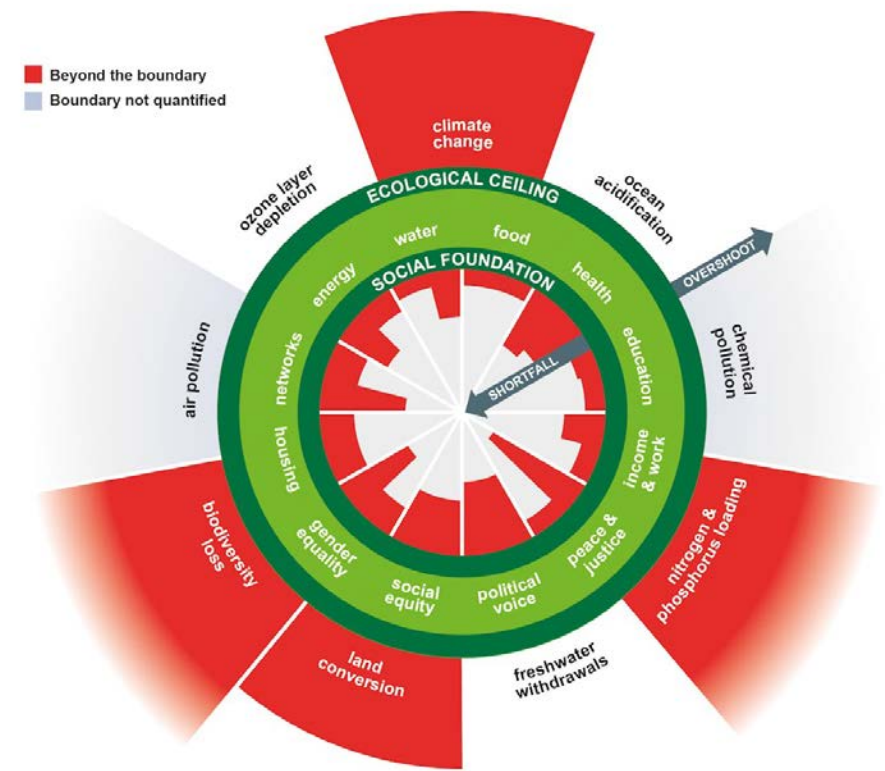 Beyond the boundary
Boundary not quantified
climate
change
ozone layer
depletion
ocean
acidification
ECOLOGICAL CEILING
water
food
energy
health
SOCIAL FOUNDATION
OVERSHOOT
networks
education
SHORTFALL
air pollution
chemical
pollution
housing
income
& work
gender
equality
peace &
justice
social
equity
political
voice
biodiversity
loss
nitrogen &
phosphorus loading
land
conversion
freshwater
withdrawals